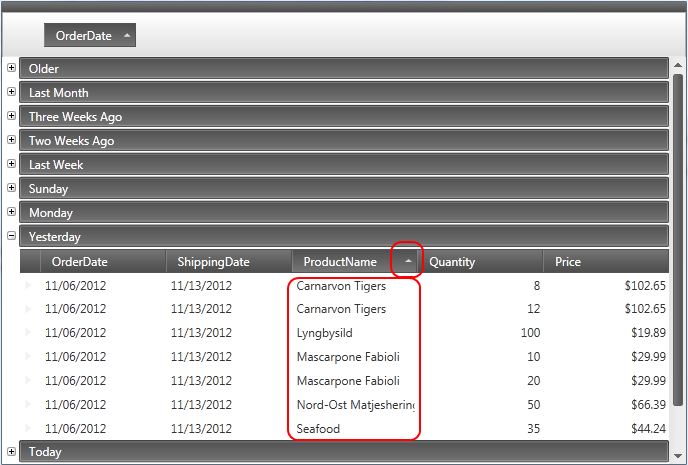 OrderDate
Older
Last Month
Three Weeks Ago
Two Weeks Ago
Last Week
Sunday
Monday
Yesterday
OrderDate ShippingDate ProductName Quantity Price
11/06/2012 11/13/2012 Carnarvon Tigers 8 $102.65
11/06/2012 11/13/2012 Carnarvon Tigers 12 $102.65
11/06/2012 11/13/2012 Lyngbysild 100 $19.89
11/06/2012 11/13/2012 Mascarpone Fabioli 10 $29.99
11/06/2012 11/13/2012 Mascarpone Fabioli 20 $29.99
11/06/2012 11/13/2012 Nord-Ost Matjeshering 50 $66.39
11/06/2012 11/13/2012 Seafood 35 $44.24
Today